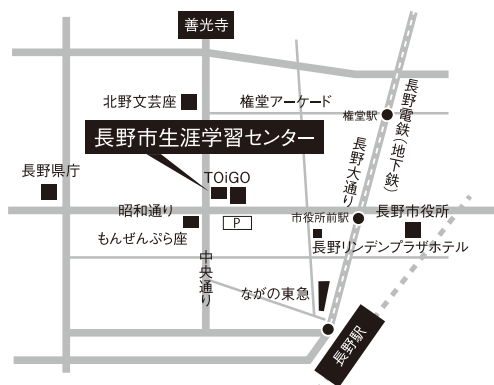 善光寺
北野文芸座
権堂アーケード
権堂駅
長野電鉄(地下鉄)
長野市生涯学習センター
長野大通り
長野県庁
TOiGO
昭和通り
P
市役所前駅
長野市役所
もんぜんぷら座
長野リンデンプラザホテル
中央通り
ながの東急
長野駅